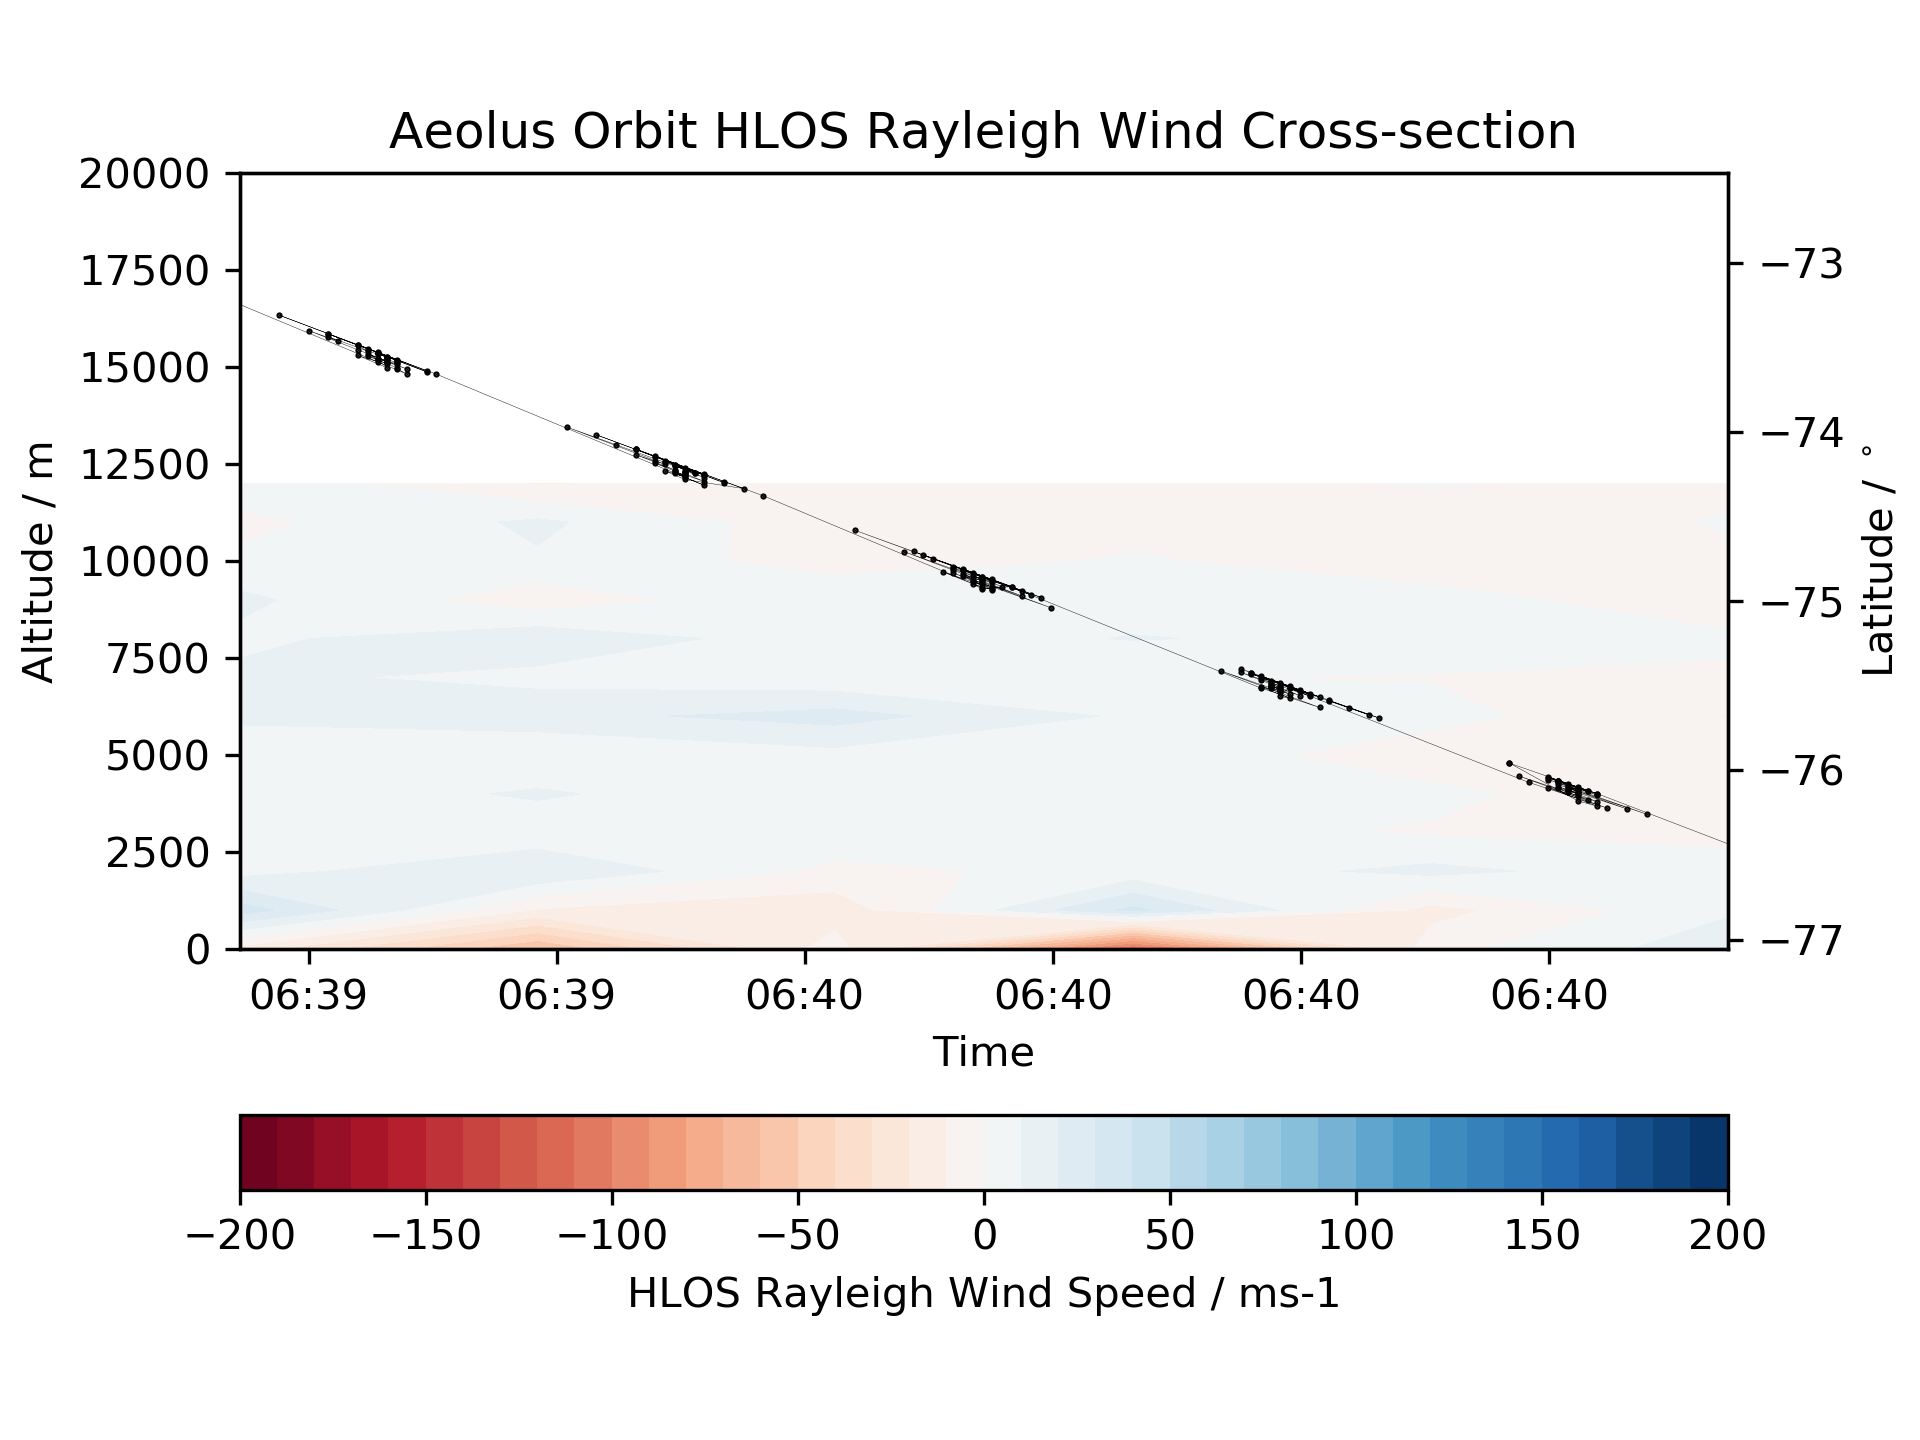 Aeolus Orbit HLOS Rayleigh Wind Cross-section
20000
17500
15000
12500
10000
7500
5000
2500
0
Altitude / m
−73
−74
−75
−76
−77
Latitude / °
06:39 06:39 06:40 06:40 06:40 06:40
Time
−200 −150 −100 −50 0 50 100 150 200
HLOS Rayleigh Wind Speed / ms-1